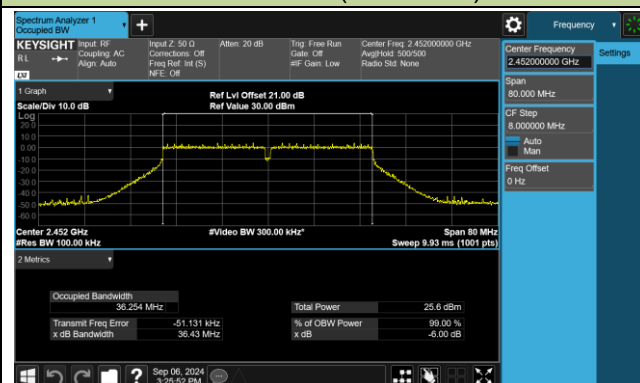 Spectrum Analyzer 1
Occupied BW
Frequency
KEYSIGHT
RL
LXI
Input: RF
Coupling: AC
Align: Auto
Input Z: 50 Ω
Corrections: Off
Freq Ref: Int (S)
NFE: Off
Atten: 20 dB
Trig: Free Run
Gate: Off
#IF Gain: Low
Center Freq: 2.452000000 GHz
Avg|Hold: 500/500
Radio Std: None
Center Frequency
2.452000000 GHz
Settings
Span
80.000 MHz
CF Step
8.000000 MHz
Auto
Man
Freq Offset
0 Hz
1 Graph
Scale/Div 10.0 dB
Ref Lvl Offset 21.00 dB
Ref Value 30.00 dBm
Log
20.0
10.0
0.00
-10.0
-20.0
-30.0
-40.0
-50.0
-60.0
Center 2.452 GHz
#Res BW 100.00 kHz
#Video BW 300.00 kHz*
Span 80 MHz
Sweep 9.93 ms (1001 pts)
2 Metrics
Occupied Bandwidth
36.254 MHz
Total Power 25.6 dBm
Transmit Freq Error -51.131 kHz
% of OBW Power 99.00 %
x dB Bandwidth 36.43 MHz
x dB -6.00 dB
?
Sep 06, 2024
3:25:52 PM